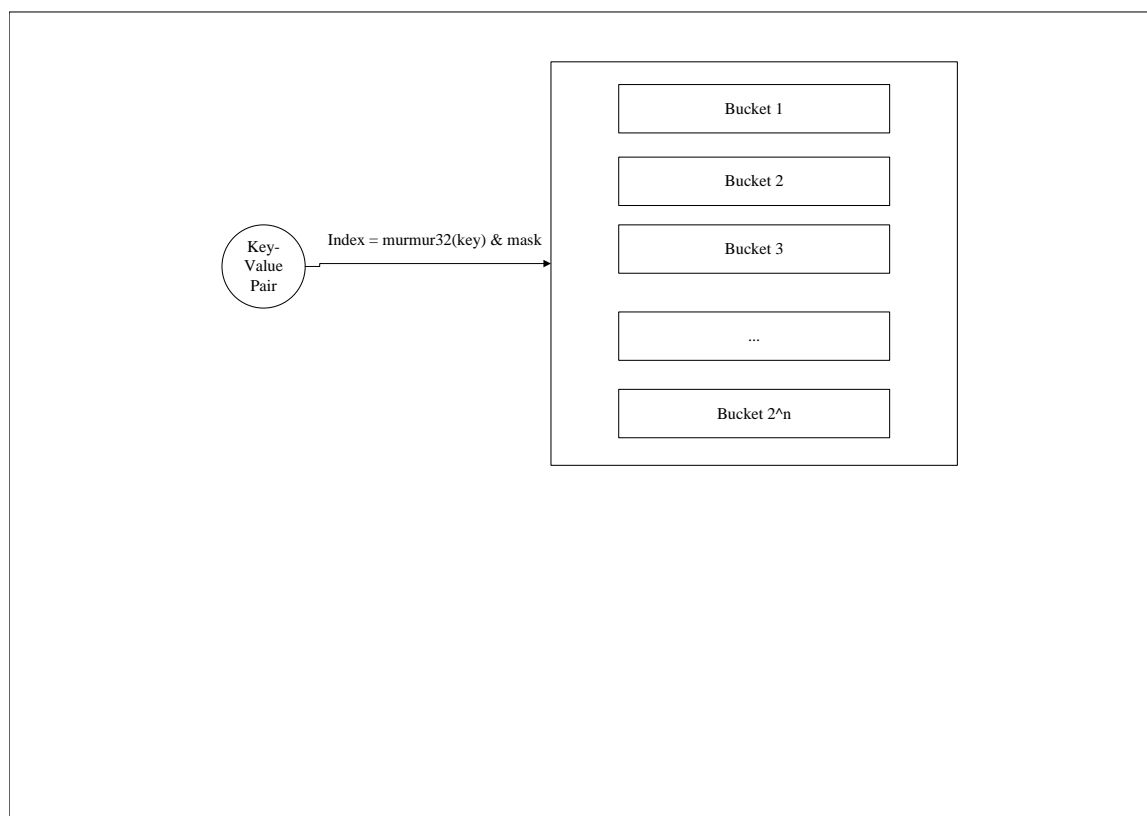 Bucket 1
Bucket 2
Index = murmur32(key) & mask
Key-
Value
Pair
Bucket 3
...
Bucket 2^n